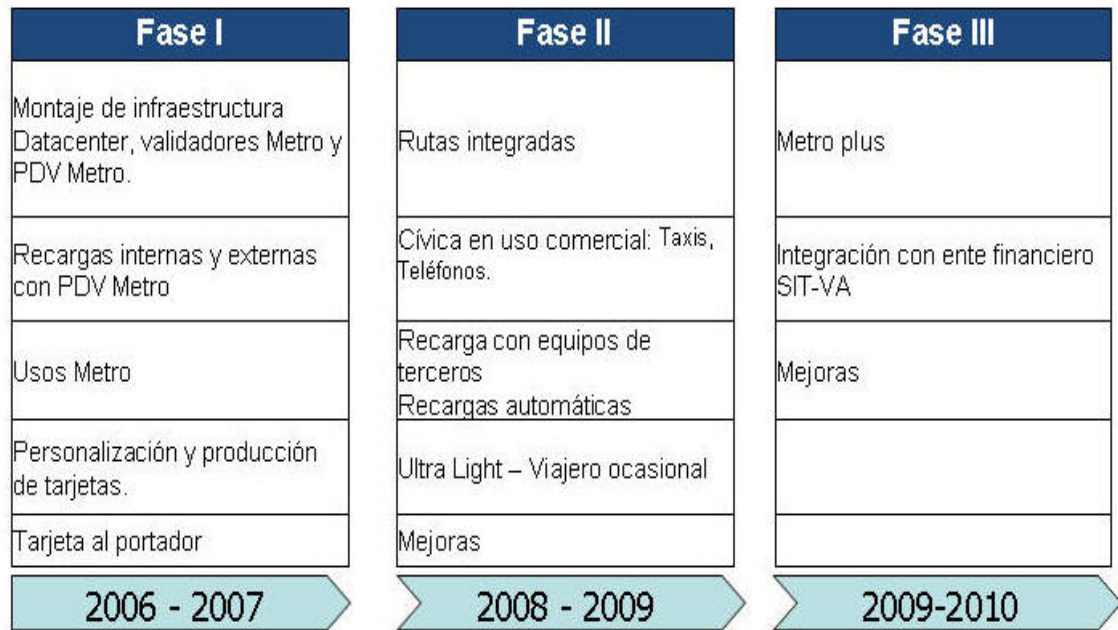 Fase I
Montaje de infraestructura
Datacenter, validadores Metro y
PDV Metro.
Recargas internas y externas
con PDV Metro
Usos Metro
Personalización y producción
de tarjetas.
Tarjeta al portador
2006 - 2007
Fase II
Rutas integradas
Cívica en uso comercial: Taxis,
Teléfonos.
Recarga con equipos de
terceros
Recargas automáticas
Ultra Light – Viajero ocasional
Mejoras
2008 - 2009
Fase III
Metro plus
Integración con ente financiero
SIT-VA
Mejoras
2009-2010